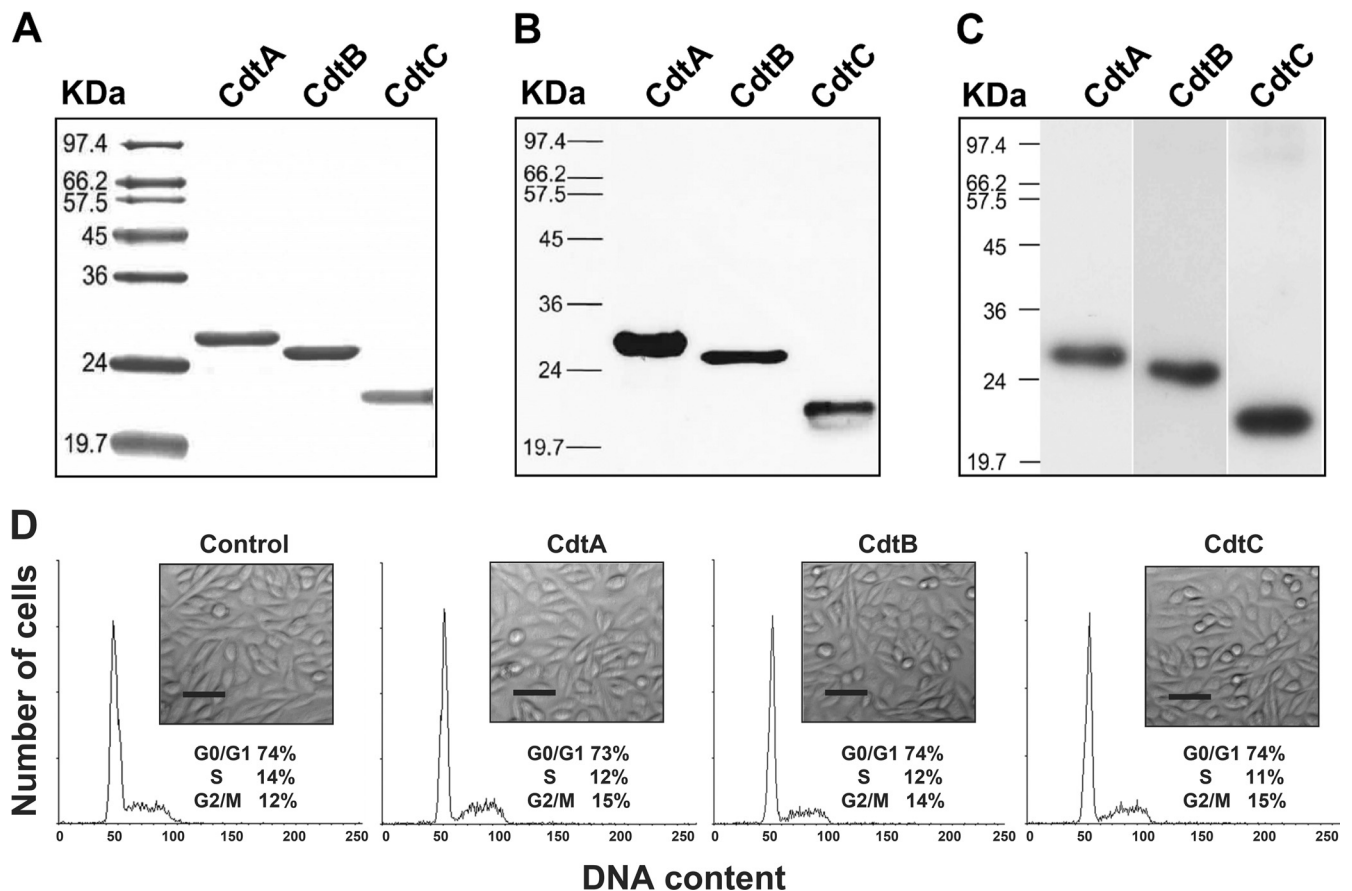 A
B
C
KDa
CdtA
CdtB
CdtC
97.4
66.2
57.5
45
36
24
19.7
KDa
CdtA
CdtB
CdtC
97.4
66.2
57.5
45
36
24
19.7
KDa
CdtA
CdtB
CdtC
97.4
66.2
57.5
45
36
24
19.7
D
Number of cells
Control
G0/G1 74%
S 14%
G2/M 12%
0 50 100 150 200 250
CdtA
G0/G1 73%
S 12%
G2/M 15%
0 50 100 150 200 250
CdtB
G0/G1 74%
S 12%
G2/M 14%
0 50 100 150 200 250
CdtC
G0/G1 74%
S 11%
G2/M 15%
0 50 100 150 200 250
DNA content